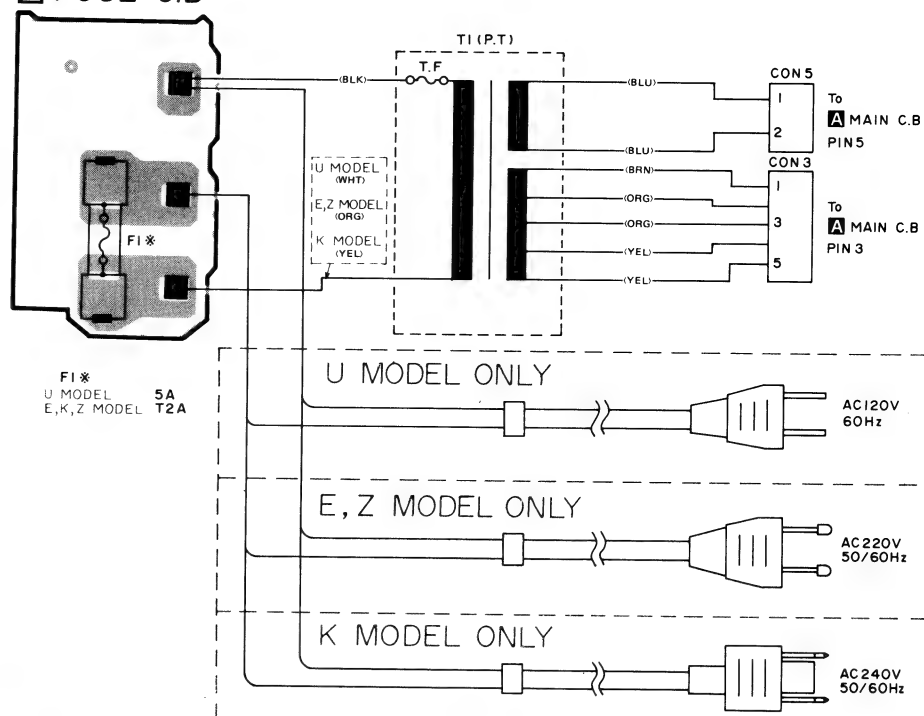 T1 (P.T)
T.F
(BLK)
(BLU)
CON 5
1
To
A MAIN C.B
2
PIN 5
(BLU)
CON 3
(BRN)
1
(ORG)
To
(ORG)
3
A MAIN C.B
PIN 3
(YEL)
5
(YEL)
U MODEL
(WHT)
E,Z MODEL
(ORG)
K MODEL
(YEL)
F1※
F1※
U MODEL 5A
E,K,Z MODEL T2A
U MODEL ONLY
AC120V
60Hz
E, Z MODEL ONLY
AC220V
50/60Hz
K MODEL ONLY
AC240V
50/60Hz